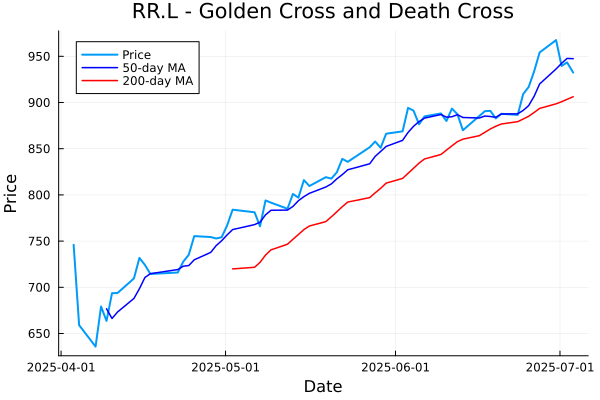 RR.L - Golden Cross and Death Cross
Price
50-day MA
200-day MA
950
900
850
800
750
700
650
Price
2025-04-01
2025-05-01
2025-06-01
2025-07-01
Date